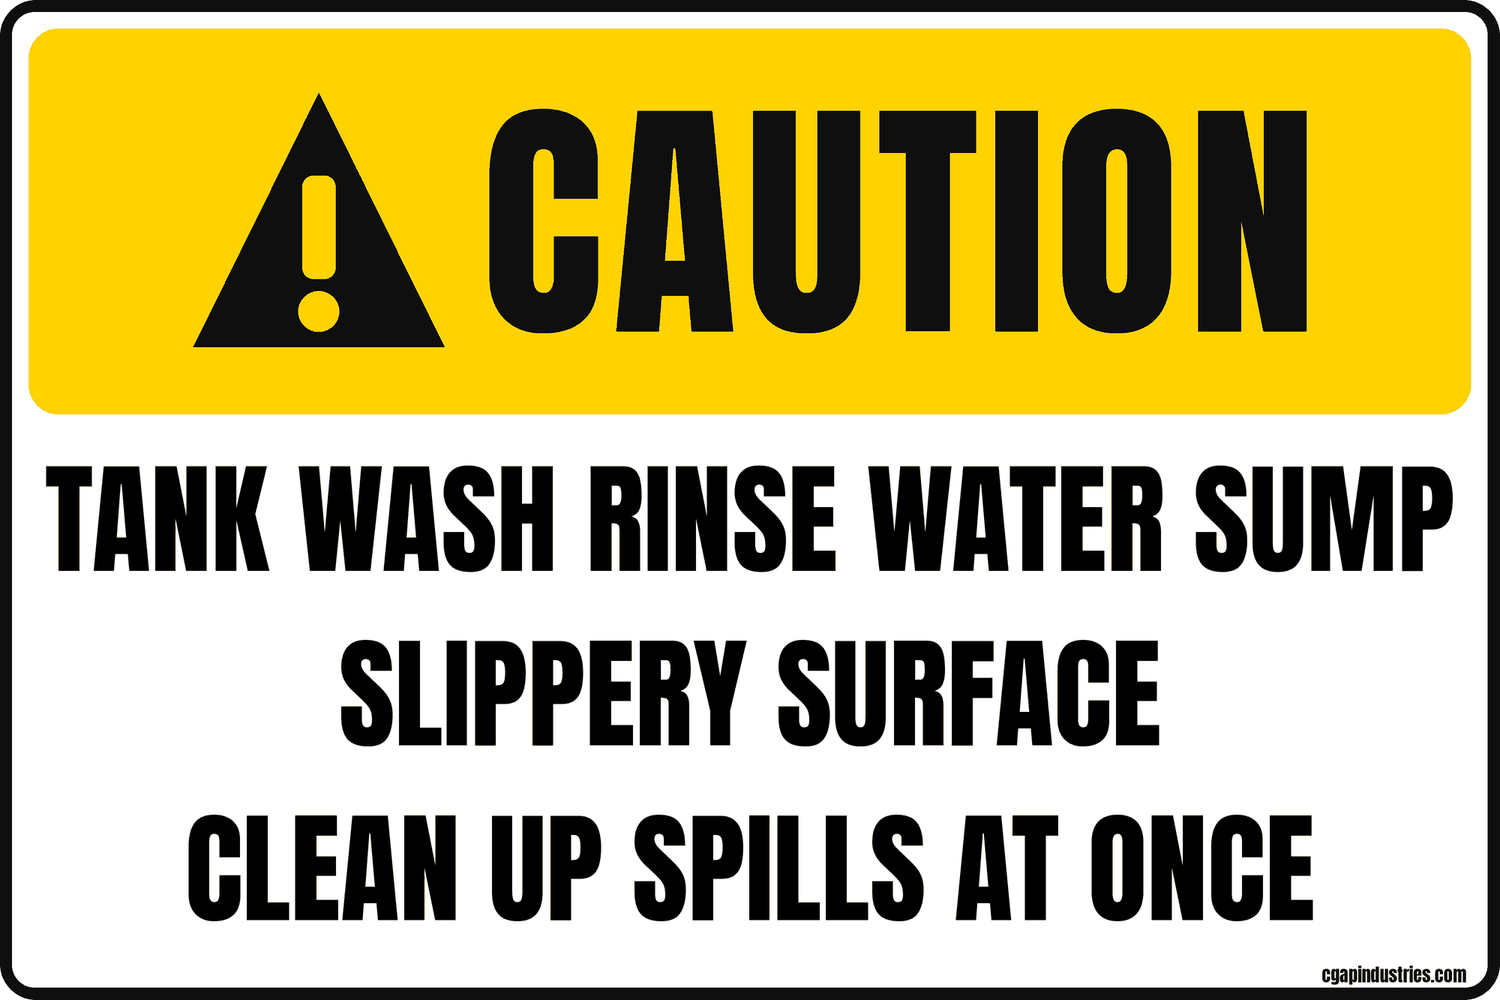 CAUTION
TANK WASH RINSE WATER SUMP
SLIPPERY SURFACE
CLEAN UP SPILLS AT ONCE
cgapindustries.com